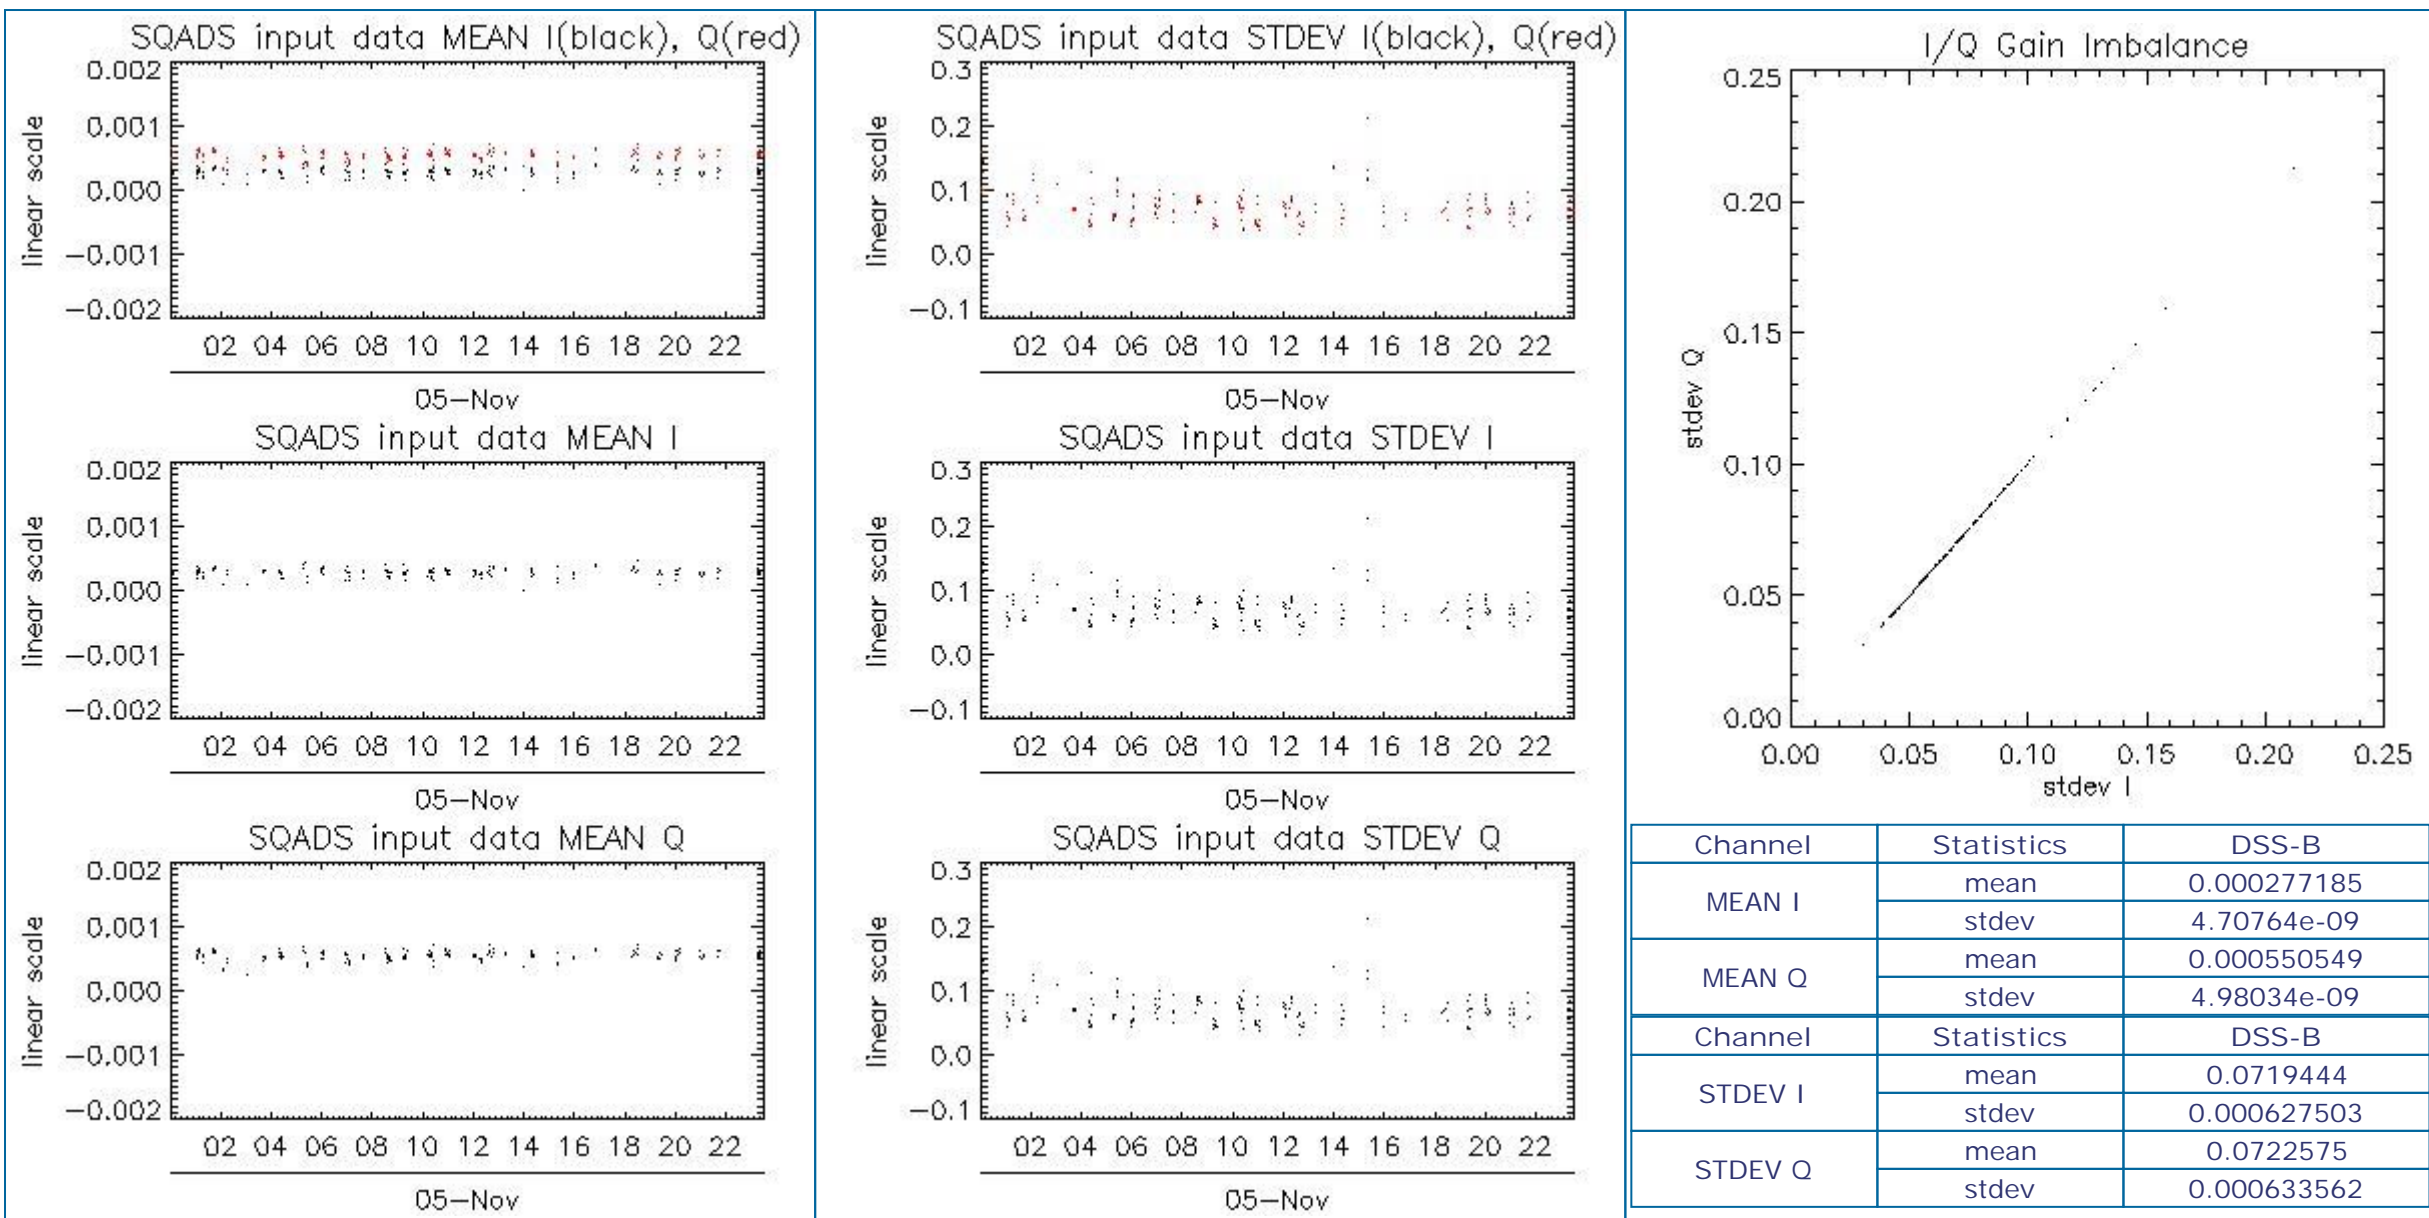 SQADS input data MEAN I(black), Q(red)
0.002
0.001
0.000
-0.001
-0.002
linear scale
02 04 06 08 10 12 14 16 18 20 22
05-Nov
SQADS input data MEAN I
0.002
0.001
0.000
-0.001
-0.002
linear scale
02 04 06 08 10 12 14 16 18 20 22
05-Nov
SQADS input data MEAN Q
0.002
0.001
0.000
-0.001
-0.002
linear scale
02 04 06 08 10 12 14 16 18 20 22
05-Nov
SQADS input data STDEV I(black), Q(red)
0.3
0.2
0.1
0.0
-0.1
linear scale
02 04 06 08 10 12 14 16 18 20 22
05-Nov
SQADS input data STDEV I
0.3
0.2
0.1
0.0
-0.1
linear scale
02 04 06 08 10 12 14 16 18 20 22
05-Nov
SQADS input data STDEV Q
0.3
0.2
0.1
0.0
-0.1
linear scale
02 04 06 08 10 12 14 16 18 20 22
05-Nov
I/Q Gain Imbalance
0.25
0.20
0.15
0.10
0.05
0.00
stdev Q
0.00 0.05 0.10 0.15 0.20 0.25
stdev I
Channel Statistics DSS-B
MEAN I mean 0.000277185
stdev 4.70764e-09
MEAN Q mean 0.000550549
stdev 4.98034e-09
Channel Statistics DSS-B
STDEV I mean 0.0719444
stdev 0.000627503
STDEV Q mean 0.0722575
stdev 0.000633562